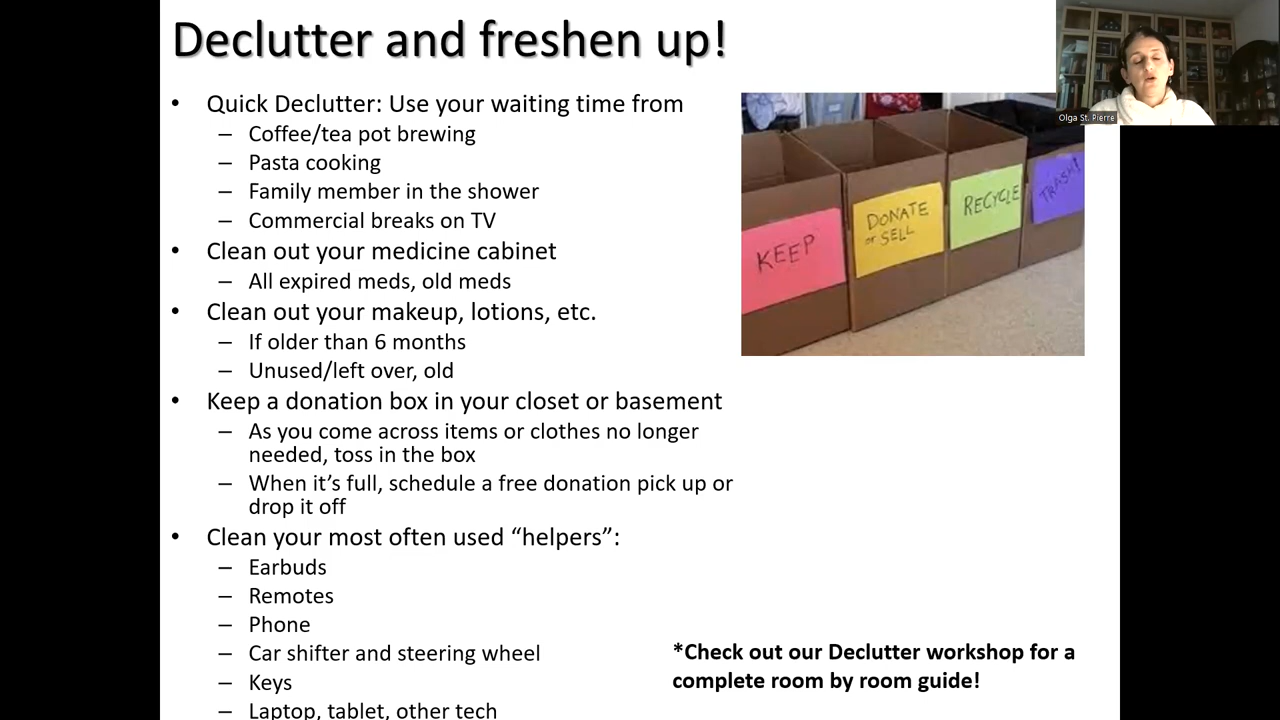 Declutter and freshen up!
• Quick Declutter: Use your waiting time from
– Coffee/tea pot brewing
– Pasta cooking
– Family member in the shower
– Commercial breaks on TV
• Clean out your medicine cabinet
– All expired meds, old meds
• Clean out your makeup, lotions, etc.
– If older than 6 months
– Unused/left over, old
• Keep a donation box in your closet or basement
– As you come across items or clothes no longer
needed, toss in the box
– When it’s full, schedule a free donation pick up or
drop it off
• Clean your most often used “helpers”:
– Earbuds
– Remotes
– Phone
– Car shifter and steering wheel
– Keys
– Laptop, tablet, other tech
KEEP
DONATE
or SELL
RECYCLE
TRASH!
Olga St. Pierre
*Check out our Declutter workshop for a
complete room by room guide!